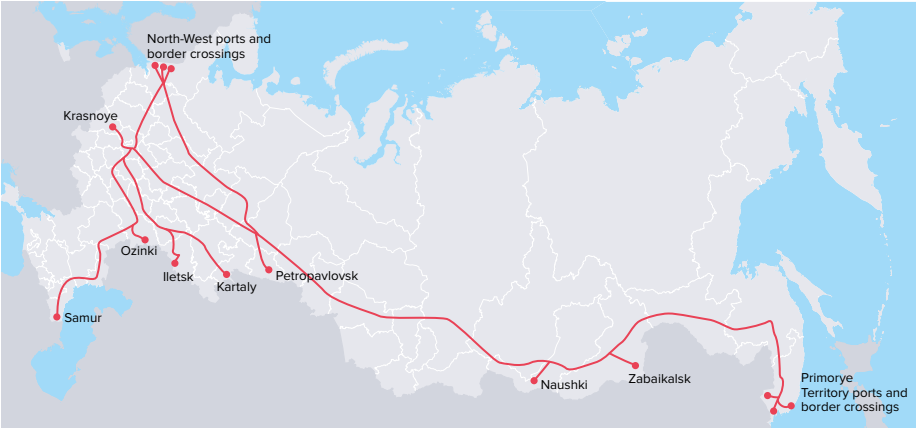 North-West ports and
border crossings
Krasnoye
Ozinki
Iletsk
Kartaly
Petropavlovsk
Samur
Naushki
Zabaikalsk
Primorye
Territory ports and
border crossings